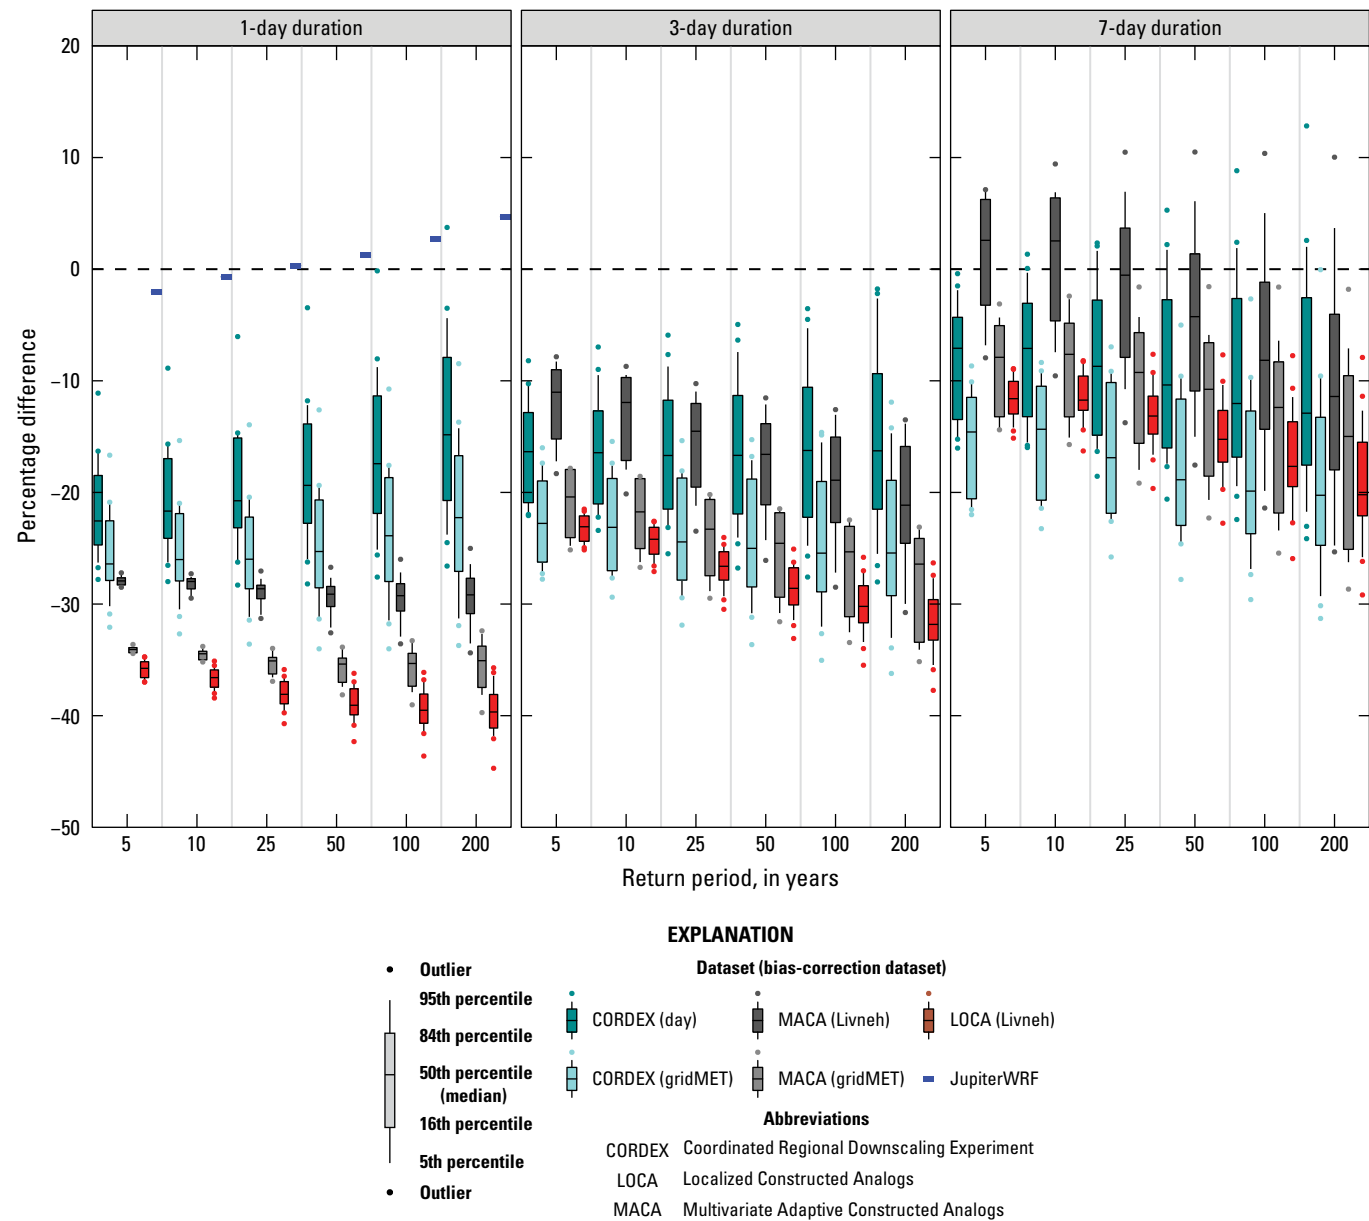 1-day duration
3-day duration
7-day duration
20
10
0
–10
–20
–30
–40
–50
Percentage difference
5 10 25 50 100 200
5 10 25 50 100 200
5 10 25 50 100 200
Return period, in years
EXPLANATION
Outlier
95th percentile
84th percentile
50th percentile
(median)
16th percentile
5th percentile
Outlier
Dataset (bias-correction dataset)
CORDEX (day)
MACA (Livneh)
LOCA (Livneh)
CORDEX (gridMET)
MACA (gridMET)
JupiterWRF
Abbreviations
CORDEX Coordinated Regional Downscaling Experiment
LOCA Localized Constructed Analogs
MACA Multivariate Adaptive Constructed Analogs